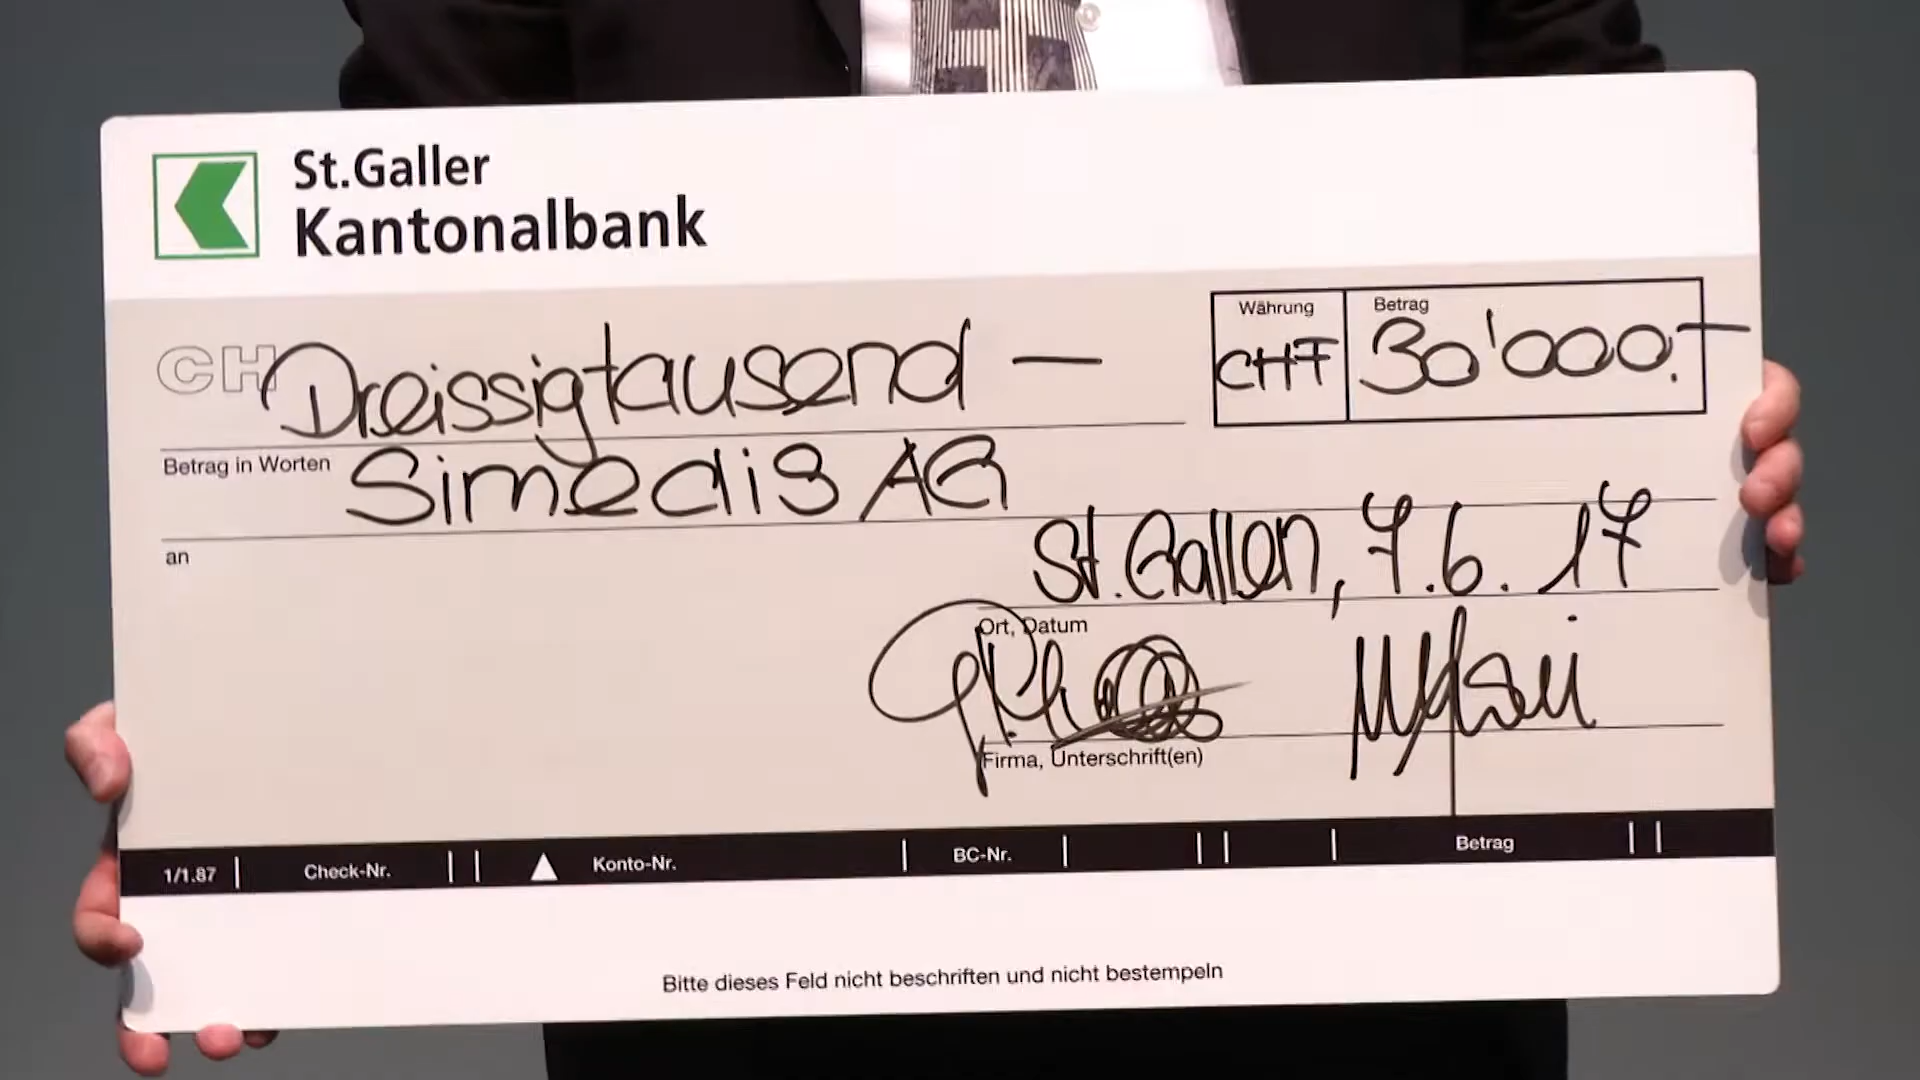 St.Galler
Kantonalbank
Währung
Betrag
CH Dreissigtausend —
CHF
30'000.—
Betrag in Worten
Simedis AG
an
St. Gallen, 7.6.17
Ort, Datum
Firma, Unterschrift(en)
1/1.87 Check-Nr. Konto-Nr. BC-Nr. Betrag
Bitte dieses Feld nicht beschriften und nicht bestempeln